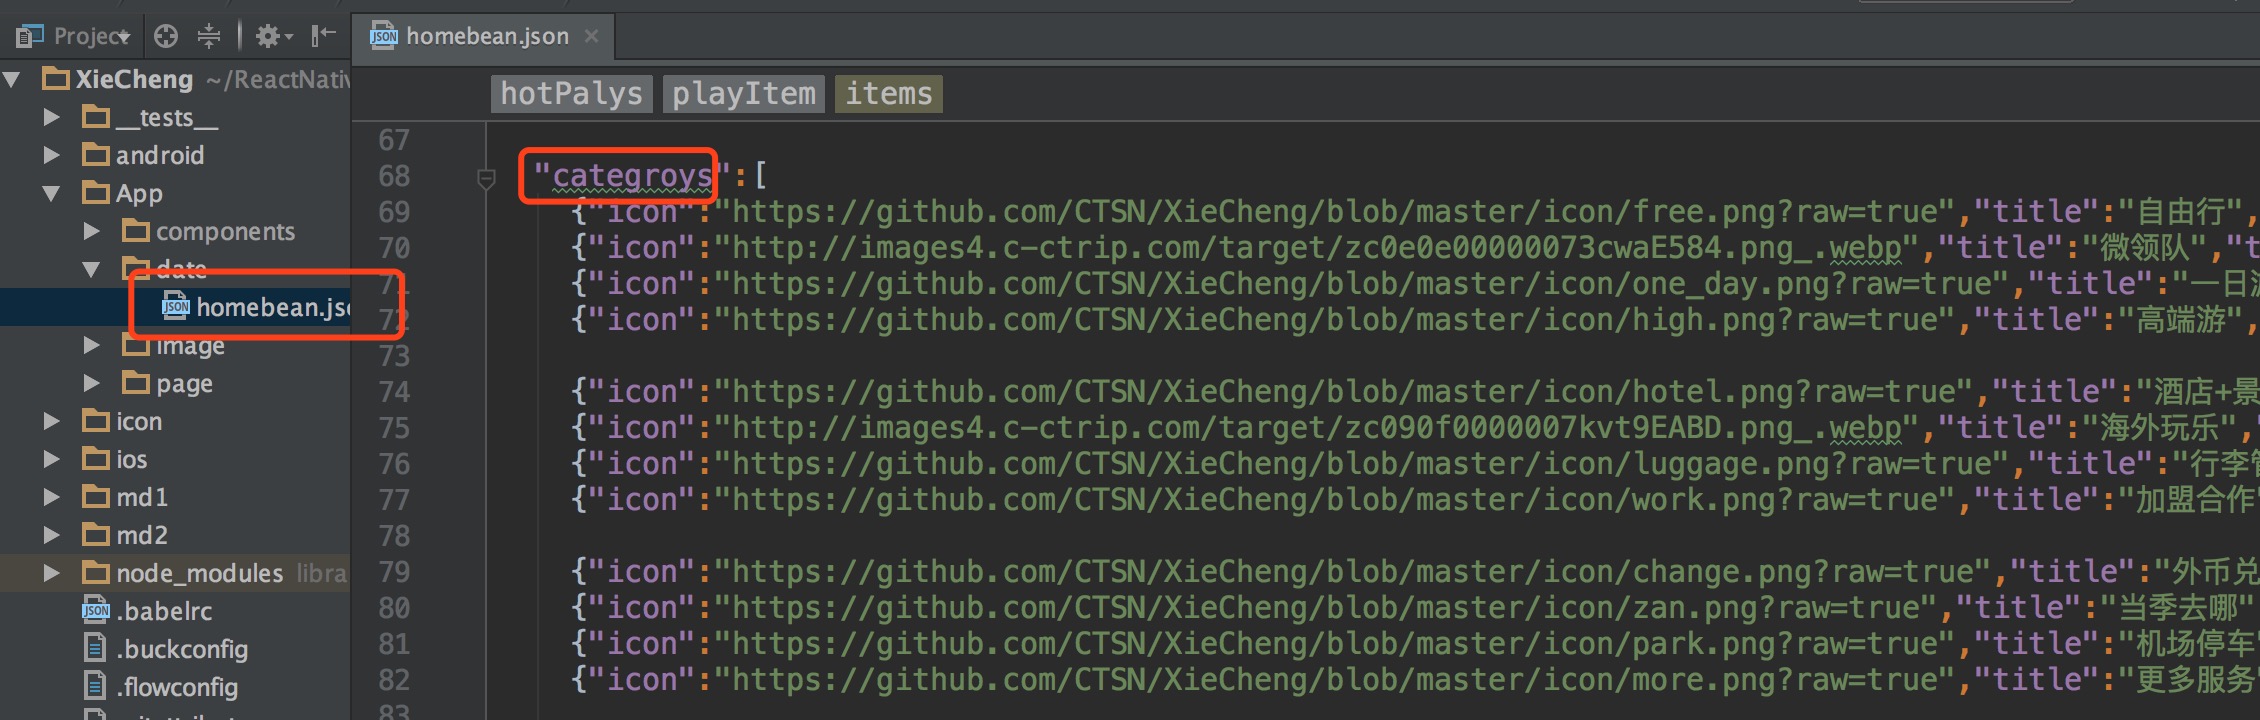 Project
homebean.json
XieCheng ~/ReactNativ
__tests__
android
App
components
date
homebean.jso
image
page
icon
ios
md1
md2
node_modules libra
.babelrc
.buckconfig
.flowconfig
hotPalys playItem items
67
68 "categroys":[
69 {"icon":"https://github.com/CTSN/XieCheng/blob/master/icon/free.png?raw=true","title":"自由行",
70 {"icon":"http://images4.c-ctrip.com/target/zc0e0e00000073cwaE584.png_.webp","title":"微领队","t
71 {"icon":"https://github.com/CTSN/XieCheng/blob/master/icon/one_day.png?raw=true","title":"一日游
72 {"icon":"https://github.com/CTSN/XieCheng/blob/master/icon/high.png?raw=true","title":"高端游",
73
74 {"icon":"https://github.com/CTSN/XieCheng/blob/master/icon/hotel.png?raw=true","title":"酒店+景
75 {"icon":"http://images4.c-ctrip.com/target/zc090f0000007kvt9EABD.png_.webp","title":"海外玩乐","
76 {"icon":"https://github.com/CTSN/XieCheng/blob/master/icon/luggage.png?raw=true","title":"行李管
77 {"icon":"https://github.com/CTSN/XieCheng/blob/master/icon/work.png?raw=true","title":"加盟合作"
78
79 {"icon":"https://github.com/CTSN/XieCheng/blob/master/icon/change.png?raw=true","title":"外币兑
80 {"icon":"https://github.com/CTSN/XieCheng/blob/master/icon/zan.png?raw=true","title":"当季去哪"
81 {"icon":"https://github.com/CTSN/XieCheng/blob/master/icon/park.png?raw=true","title":"机场停车"
82 {"icon":"https://github.com/CTSN/XieCheng/blob/master/icon/more.png?raw=true","title":"更多服务"
83